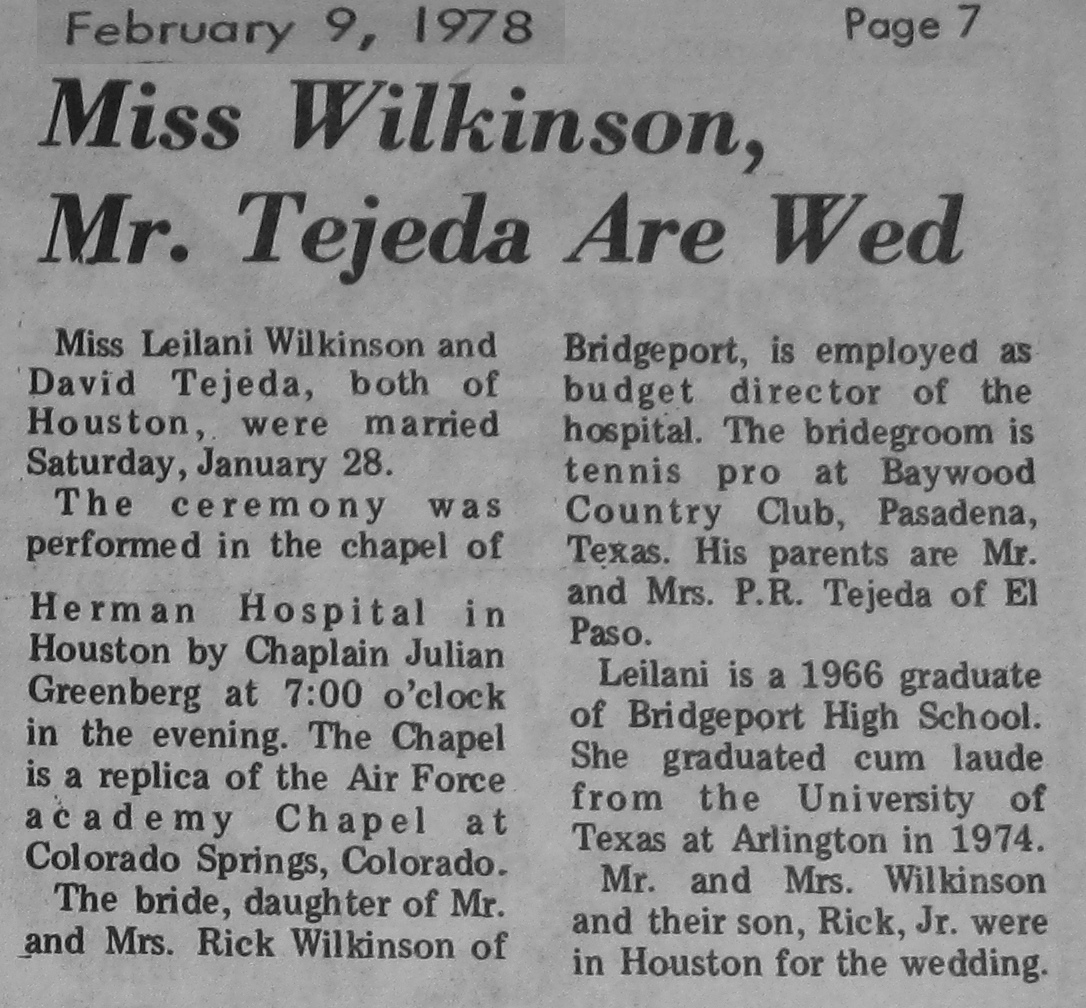 February 9, 1978
Page 7
Miss Wilkinson,
Mr. Tejeda Are Wed
Miss Leilani Wilkinson and
David Tejeda, both of
Houston, were married
Saturday, January 28.
The ceremony was
performed in the chapel of
Herman Hospital in
Houston by Chaplain Julian
Greenberg at 7:00 o'clock
in the evening. The Chapel
is a replica of the Air Force
academy Chapel at
Colorado Springs, Colorado.
The bride, daughter of Mr.
and Mrs. Rick Wilkinson of
Bridgeport, is employed as
budget director of the
hospital. The bridegroom is
tennis pro at Baywood
Country Club, Pasadena,
Texas. His parents are Mr.
and Mrs. P.R. Tejeda of El
Paso.
Leilani is a 1966 graduate
of Bridgeport High School.
She graduated cum laude
from the University of
Texas at Arlington in 1974.
Mr. and Mrs. Wilkinson
and their son, Rick, Jr. were
in Houston for the wedding.